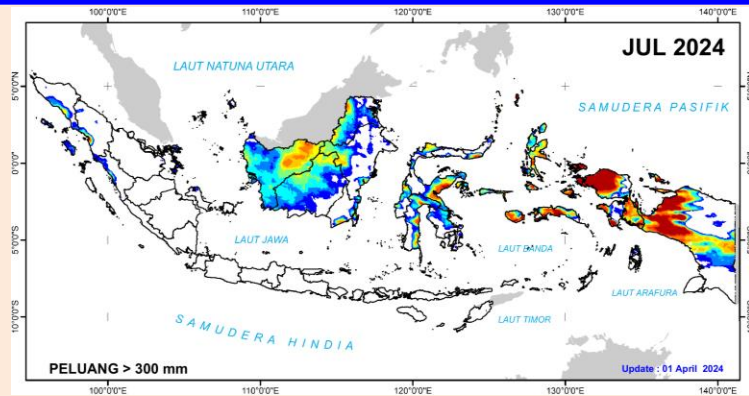 100°0'0"E 110°0'0"E 120°0'0"E 130°0'0"E 140°0'0"E
JUL 2024
LAUT NATUNA UTARA
SAMUDERA PASIFIK
5°0'0"N
0°0'0"
5°0'0"S
10°0'0"S
LAUT JAWA
LAUT BANDA
LAUT ARAFURA
LAUT TIMOR
SAMUDERA HINDIA
PELUANG > 300 mm
Update : 01 April 2024
100°0'0"E 110°0'0"E 120°0'0"E 130°0'0"E 140°0'0"E